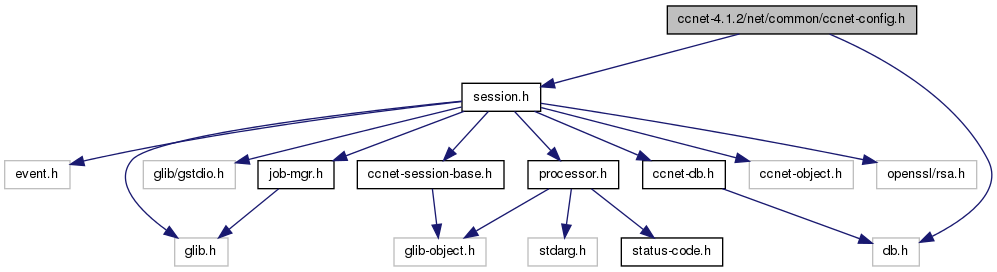 ccnet-4.1.2/net/common/ccnet-config.h
session.h
event.h
glib/gstdio.h
job-mgr.h
ccnet-session-base.h
processor.h
ccnet-db.h
ccnet-object.h
openssl/rsa.h
glib.h
glib-object.h
stdarg.h
status-code.h
db.h